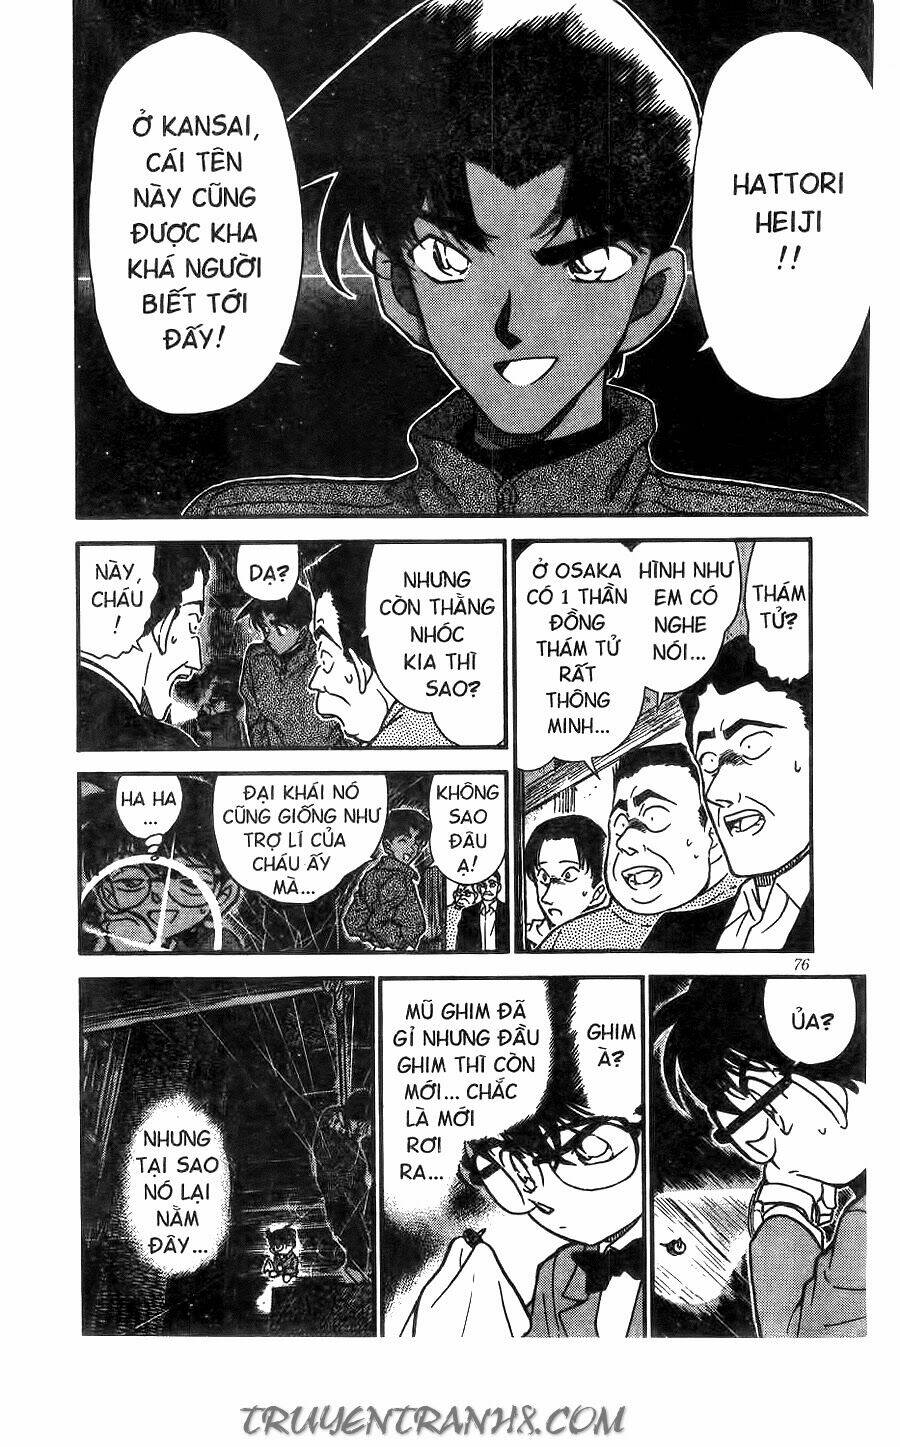 HATTORI
HEIJI
!!
Ở KANSAI,
CÁI TÊN
NÀY CŨNG
ĐƯỢC KHA
KHÁ NGƯỜI
BIẾT TỚI
ĐẤY!
THÁM
TỬ?
HÌNH NHƯ
EM CÓ
NGHE
NÓI...
Ở OSAKA
CÓ 1 THẦN
ĐỒNG
THÁM TỬ
RẤT
THÔNG
MINH...
NHƯNG
CÒN THẰNG
NHÓC
KIA THÌ
SAO?
DẠ?
NÀY,
CHÁU
!
KHÔNG
SAO
ĐÂU
Ạ!
ĐẠI KHÁI NÓ
CŨNG GIỐNG NHƯ
TRỢ LÍ CỦA
CHÁU ẤY
MÀ...
HA HA
...
76
ỦA?
GHIM
À?
MŨ GHIM ĐÃ
GỈ NHƯNG ĐẦU
GHIM THÌ CÒN
MỚI... CHẮC
LÀ MỚI
RƠI
RA...
NHƯNG
TẠI SAO
NÓ LẠI
NẰM
ĐÂY...
TRUYENTRANH8.COM